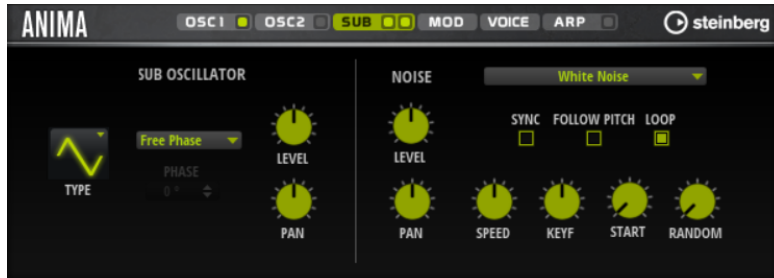 ANIMA OSC1 OSC2 SUB MOD VOICE ARP steinberg
SUB OSCILLATOR
NOISE White Noise
Free Phase
PHASE
0 °
TYPE
LEVEL
PAN
SYNC FOLLOW PITCH LOOP
LEVEL
PAN SPEED KEYF START RANDOM